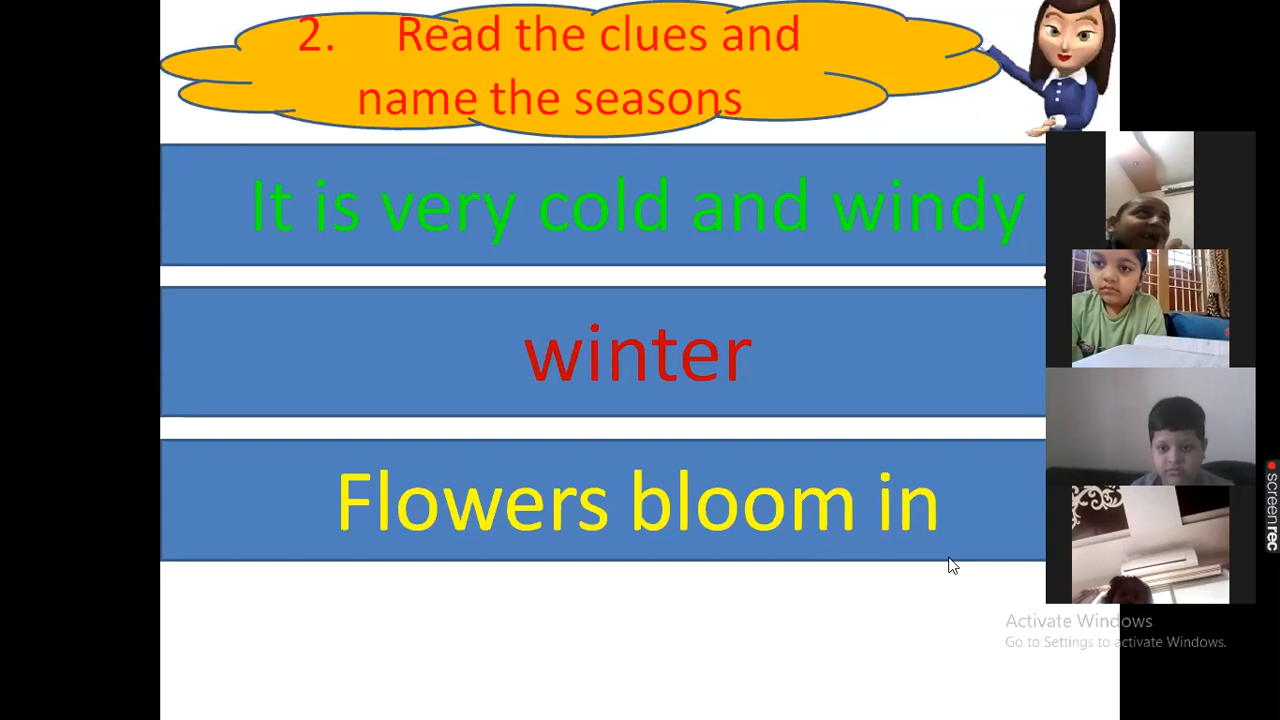 2. Read the clues and
name the seasons
It is very cold and windy
winter
Flowers bloom in
Activate Windows
Go to Settings to activate Windows.
screenrec